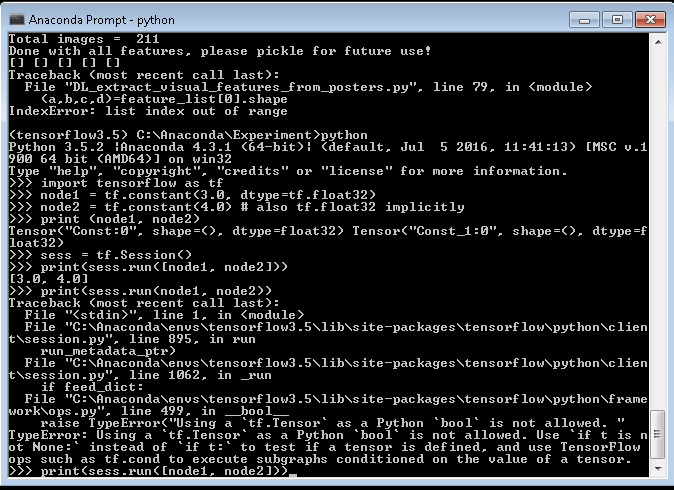 Anaconda Prompt - python
Total images =  211
Done with all features, please pickle for future use!
[] [] [] [] []
Traceback (most recent call last):
  File "DL_extract_visual_features_from_posters.py", line 79, in <module>
    (a,b,c,d)=feature_list[0].shape
IndexError: list index out of range
(tensorflow3.5) C:\Anaconda\Experiment>python
Python 3.5.2 |Anaconda 4.3.1 (64-bit)| (default, Jul  5 2016, 11:41:13) [MSC v.1
900 64 bit (AMD64)] on win32
Type "help", "copyright", "credits" or "license" for more information.
>>> import tensorflow as tf
>>> node1 = tf.constant(3.0, dtype=tf.float32)
>>> node2 = tf.constant(4.0) # also tf.float32 implicitly
>>> print (node1, node2)
Tensor("Const:0", shape=(), dtype=float32) Tensor("Const_1:0", shape=(), dtype=f
loat32)
>>> sess = tf.Session()
>>> print(sess.run([node1, node2]))
[3.0, 4.0]
>>> print(sess.run(node1, node2))
Traceback (most recent call last):
  File "<stdin>", line 1, in <module>
  File "C:\Anaconda\envs\tensorflow3.5\lib\site-packages\tensorflow\python\clien
t\session.py", line 895, in run
    run_metadata_ptr)
  File "C:\Anaconda\envs\tensorflow3.5\lib\site-packages\tensorflow\python\clien
t\session.py", line 1062, in _run
    if feed_dict:
  File "C:\Anaconda\envs\tensorflow3.5\lib\site-packages\tensorflow\python\frame
work\ops.py", line 499, in __bool__
    raise TypeError("Using a `tf.Tensor` as a Python `bool` is not allowed. "
TypeError: Using a `tf.Tensor` as a Python `bool` is not allowed. Use `if t is n
ot None:` instead of `if t:` to test if a tensor is defined, and use TensorFlow
ops such as tf.cond to execute subgraphs conditioned on the value of a tensor.
>>> print(sess.run([node1, node2]))_